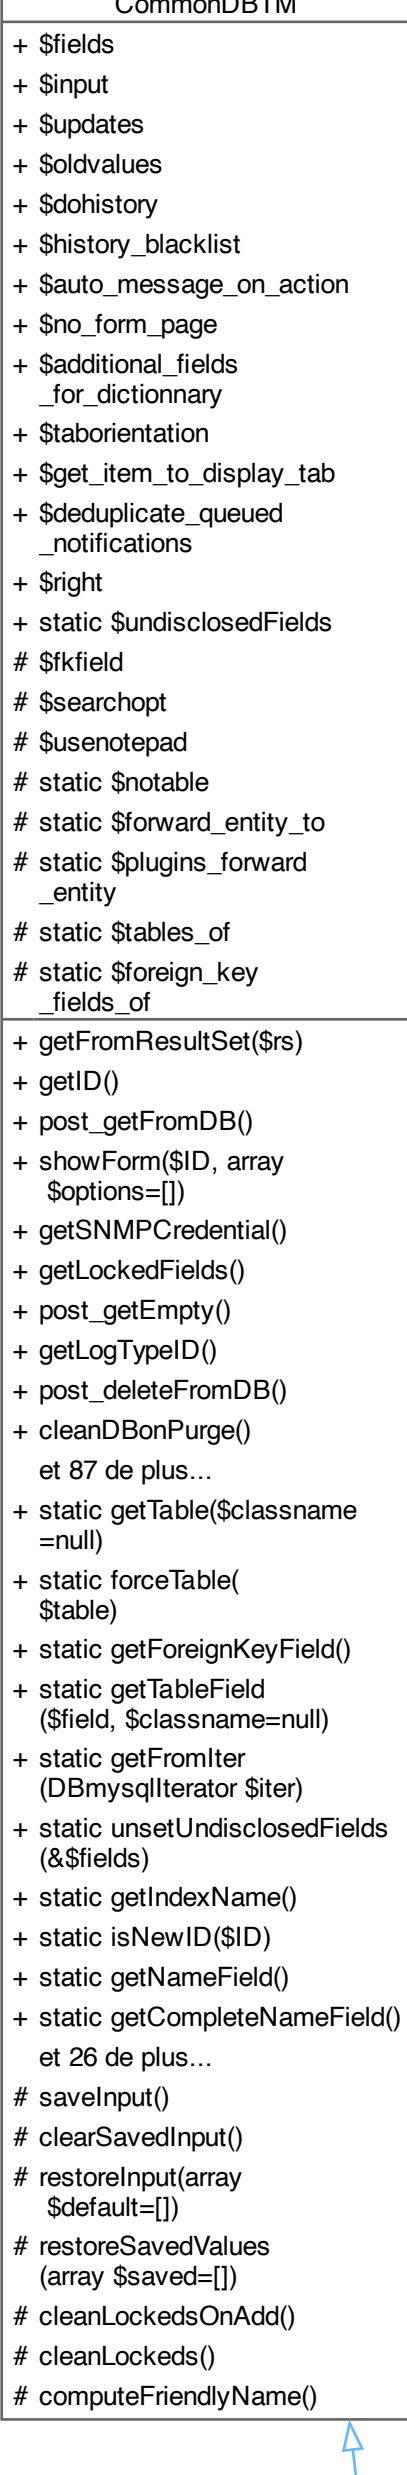 CommonDBTM
+ $fields
+ $input
+ $updates
+ $oldvalues
+ $dohistory
+ $history_blacklist
+ $auto_message_on_action
+ $no_form_page
+ $additional_fields
_for_dictionnary
+ $taborientation
+ $get_item_to_display_tab
+ $deduplicate_queued
_notifications
+ $right
+ static $undisclosedFields
# $fkfield
# $searchopt
# $usenotepad
# static $notable
# static $forward_entity_to
# static $plugins_forward
_entity
# static $tables_of
# static $foreign_key
_fields_of
+ getFromResultSet($rs)
+ getID()
+ post_getFromDB()
+ showForm($ID, array
$options=[])
+ getSNMPCredential()
+ getLockedFields()
+ post_getEmpty()
+ getLogTypeID()
+ post_deleteFromDB()
+ cleanDBonPurge()
et 87 de plus...
+ static getTable($classname
=null)
+ static forceTable(
$table)
+ static getForeignKeyField()
+ static getTableField
($field, $classname=null)
+ static getFromIter
(DBmysqlIterator $iter)
+ static unsetUndisclosedFields
(&$fields)
+ static getIndexName()
+ static isNewID($ID)
+ static getNameField()
+ static getCompleteNameField()
et 26 de plus...
# saveInput()
# clearSavedInput()
# restoreInput(array
$default=[])
# restoreSavedValues
(array $saved=[])
# cleanLockedsOnAdd()
# cleanLockeds()
# computeFriendlyName()